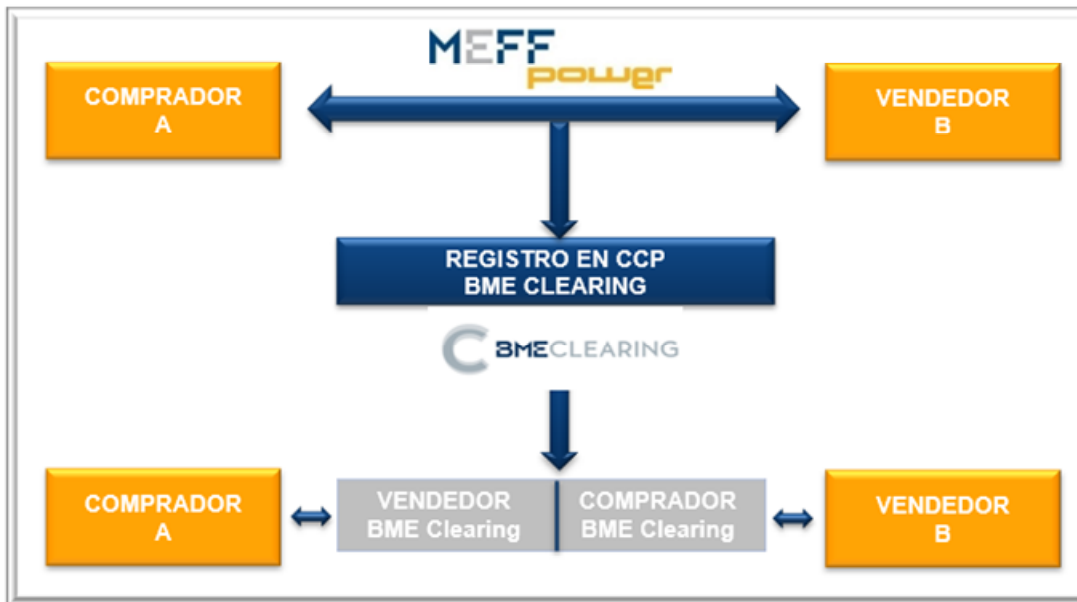 MEFF
power
COMPRADOR
A
VENDEDOR
B
REGISTRO EN CCP
BME CLEARING
BMECLEARING
COMPRADOR
A
VENDEDOR
BME Clearing
COMPRADOR
BME Clearing
VENDEDOR
B